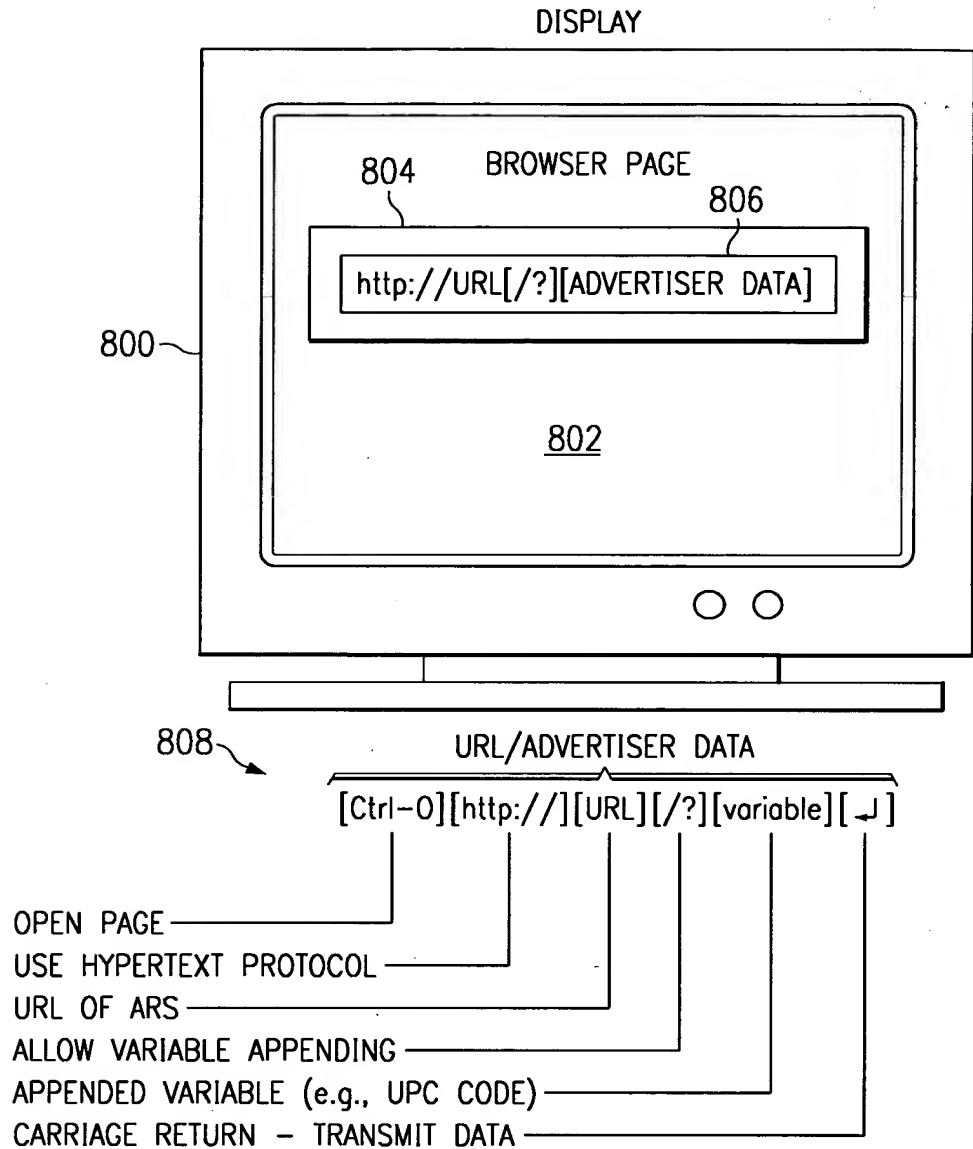 DISPLAY
BROWSER PAGE
804
806
http://URL[/?][ADVERTISER DATA]
800
802
808
URL/ADVERTISER DATA
[Ctrl-O][http://][URL][/?][variable][↵]
OPEN PAGE
USE HYPERTEXT PROTOCOL
URL OF ARS
ALLOW VARIABLE APPENDING
APPENDED VARIABLE (e.g., UPC CODE)
CARRIAGE RETURN - TRANSMIT DATA